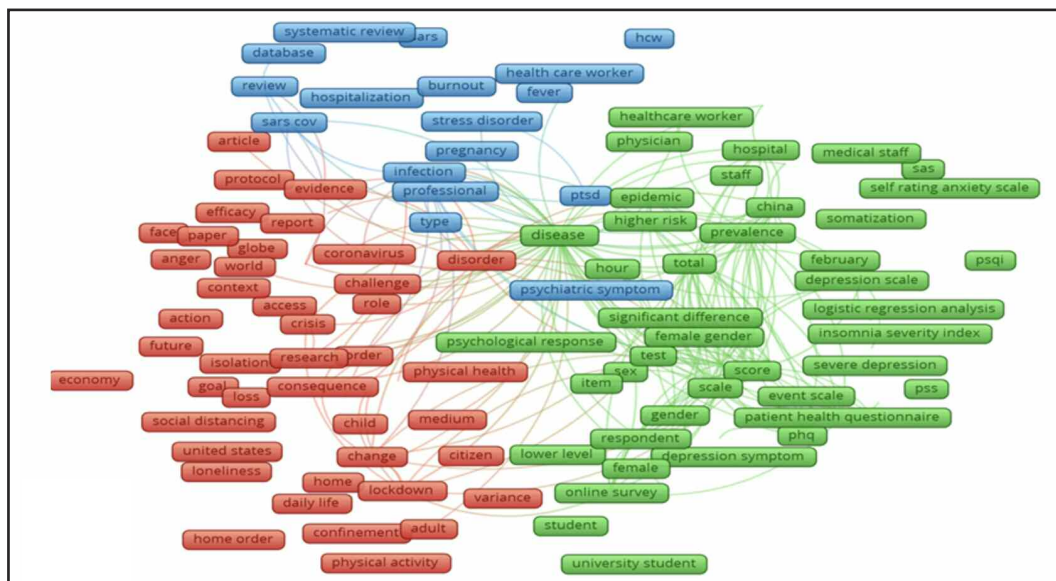 systematic review
sars
hcw
database
health care worker
review
burnout
fever
hospitalization
healthcare worker
sars cov
stress disorder
article
physician
pregnancy
hospital
medical staff
infection
sas
protocol
evidence
professional
ptsd
epidemic
staff
self rating anxiety scale
efficacy
report
type
higher risk
china
somatization
face
paper
globe
disease
prevalence
anger
world
coronavirus
disorder
hour
total
february
psqi
context
challenge
psychiatric symptom
depression scale
access
role
action
crisis
significant difference
logistic regression analysis
future
psychological response
female gender
insomnia severity index
isolation
research
order
test
economy
goal
consequence
physical health
item
sex
score
severe depression
loss
scale
event scale
pss
social distancing
child
medium
gender
patient health questionnaire
united states
respondent
phq
loneliness
change
citizen
lower level
depression symptom
home
lockdown
female
daily life
variance
online survey
home order
confinement
adult
student
physical activity
university student